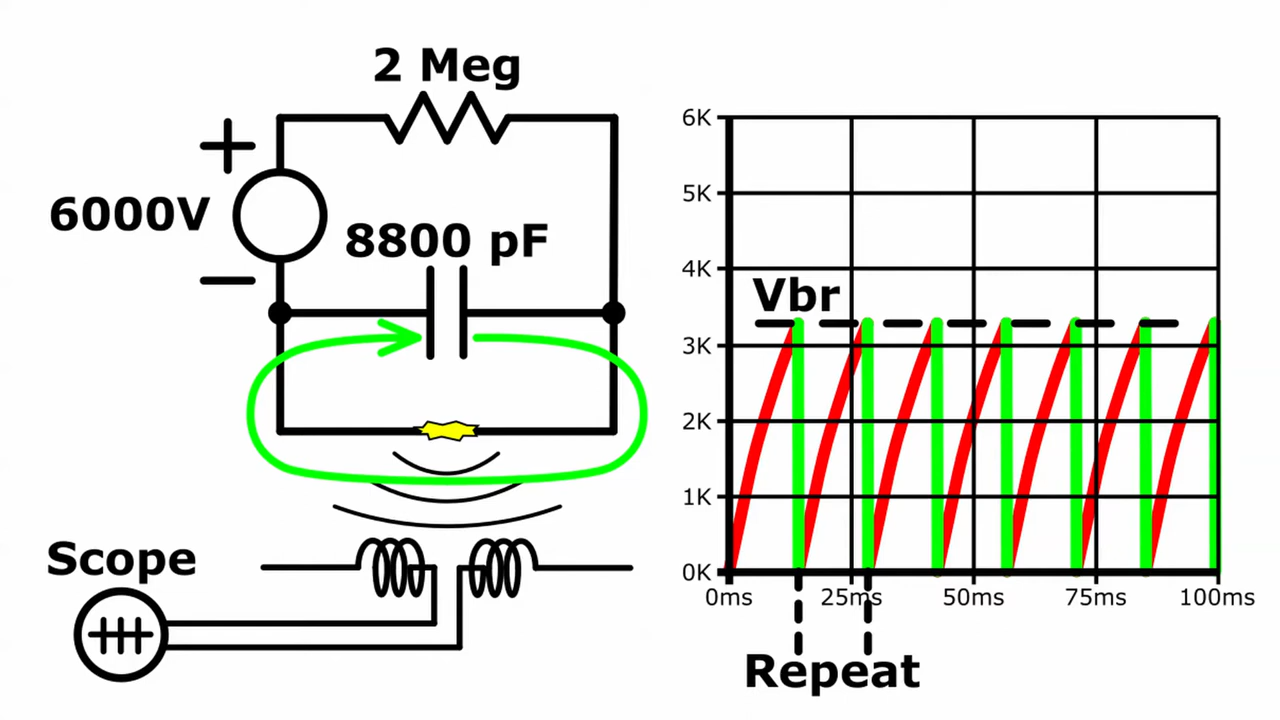 2 Meg
+
6000V
8800 pF
−
Scope
6K
5K
4K
Vbr
3K
2K
1K
0K
0ms 25ms 50ms 75ms 100ms
Repeat